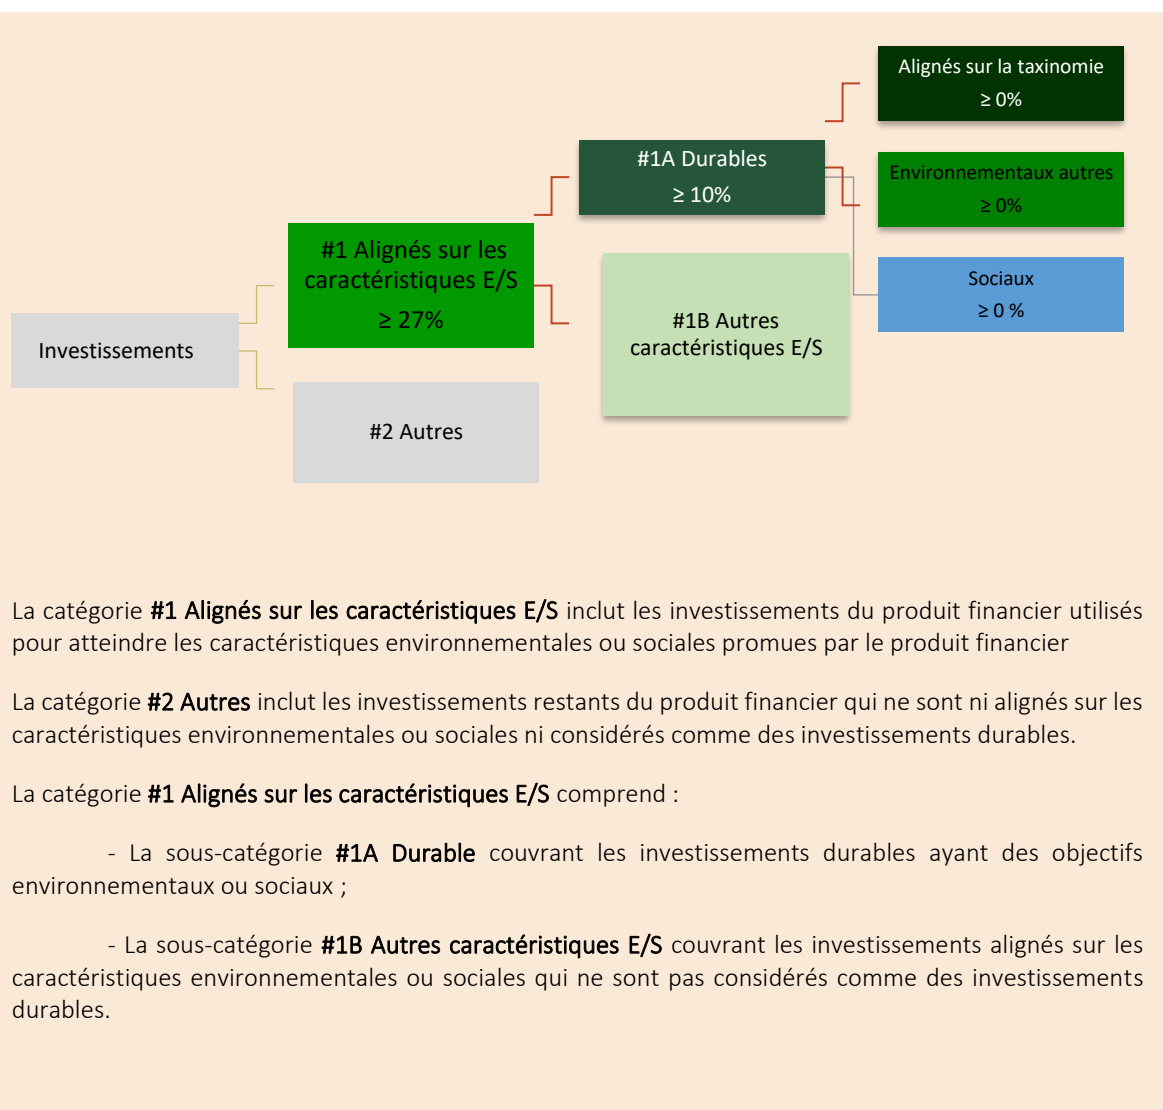 Alignés sur la taxinomie
≥ 0%
#1A Durables
≥ 10%
Environnementaux autres
≥ 0%
#1 Alignés sur les
caractéristiques E/S
≥ 27%
Sociaux
≥ 0 %
#1B Autres
caractéristiques E/S
Investissements
#2 Autres
La catégorie #1 Alignés sur les caractéristiques E/S inclut les investissements du produit financier utilisés
pour atteindre les caractéristiques environnementales ou sociales promues par le produit financier
La catégorie #2 Autres inclut les investissements restants du produit financier qui ne sont ni alignés sur les
caractéristiques environnementales ou sociales ni considérés comme des investissements durables.
La catégorie #1 Alignés sur les caractéristiques E/S comprend :
- La sous-catégorie #1A Durable couvrant les investissements durables ayant des objectifs
environnementaux ou sociaux ;
- La sous-catégorie #1B Autres caractéristiques E/S couvrant les investissements alignés sur les
caractéristiques environnementales ou sociales qui ne sont pas considérés comme des investissements
durables.